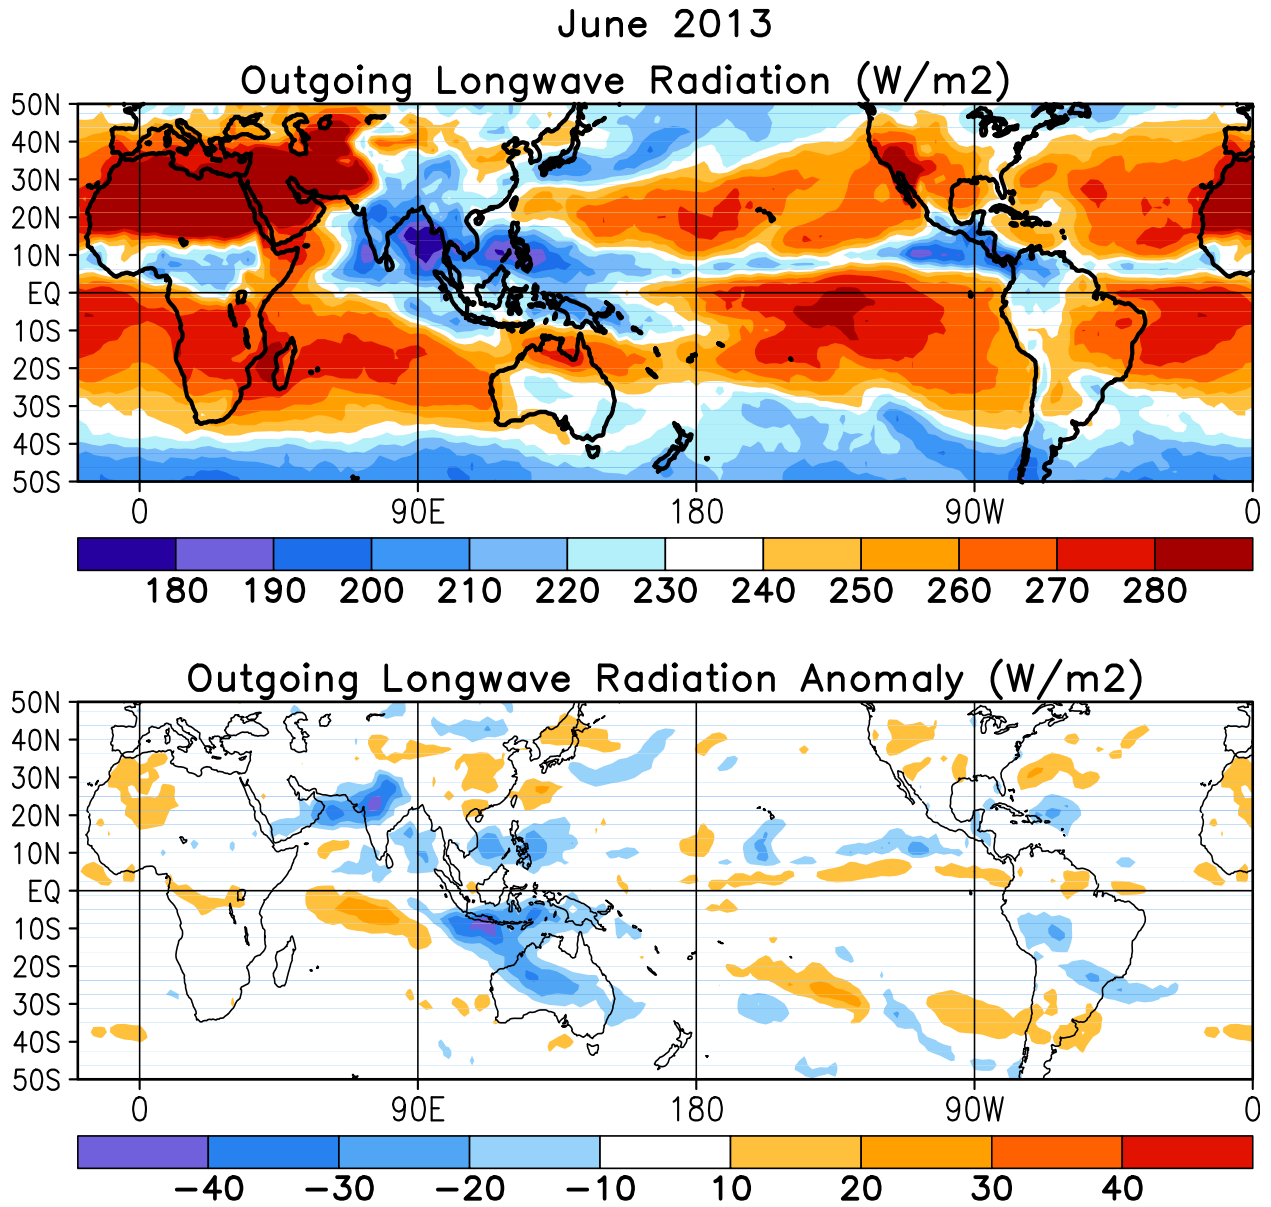 June 2013
Outgoing Longwave Radiation (W/m2)
50N
40N
30N
20N
10N
EQ
10S
20S
30S
40S
50S
0 90E 180 90W 0
180 190 200 210 220 230 240 250 260 270 280
Outgoing Longwave Radiation Anomaly (W/m2)
50N
40N
30N
20N
10N
EQ
10S
20S
30S
40S
50S
0 90E 180 90W 0
−40 −30 −20 −10 10 20 30 40